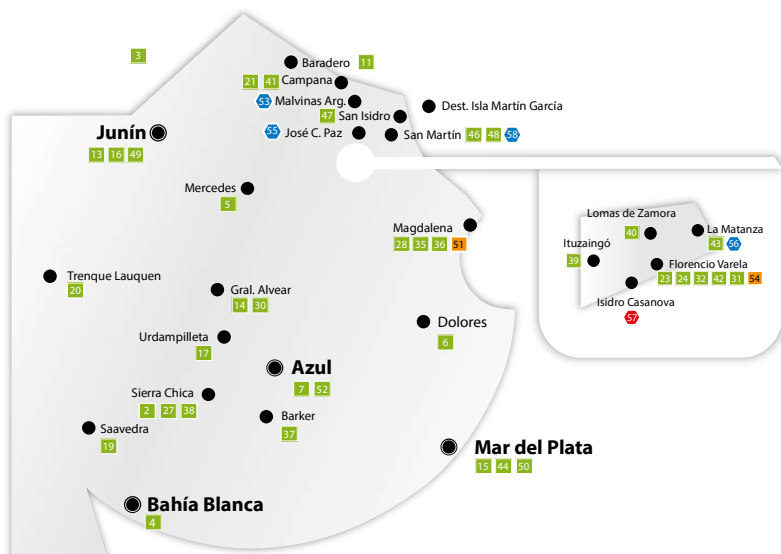 3
Baradero 11
21 41 Campana
53 Malvinas Arg.
Dest. Isla Martín García
47 San Isidro
Junín
55 José C. Paz
San Martín 46 48 58
13 16 49
Mercedes
5
Magdalena
28 35 36 51
Lomas de Zamora
40
La Matanza
43 56
Ituzaingó
39
Florencio Varela
23 24 32 42 31 54
Isidro Casanova
57
Trenque Lauquen
20
Gral. Alvear
14 30
Dolores
6
Urdampilleta
17
Azul
7 52
Sierra Chica
2 27 38
Barker
37
Saavedra
19
Mar del Plata
15 44 50
Bahía Blanca
4